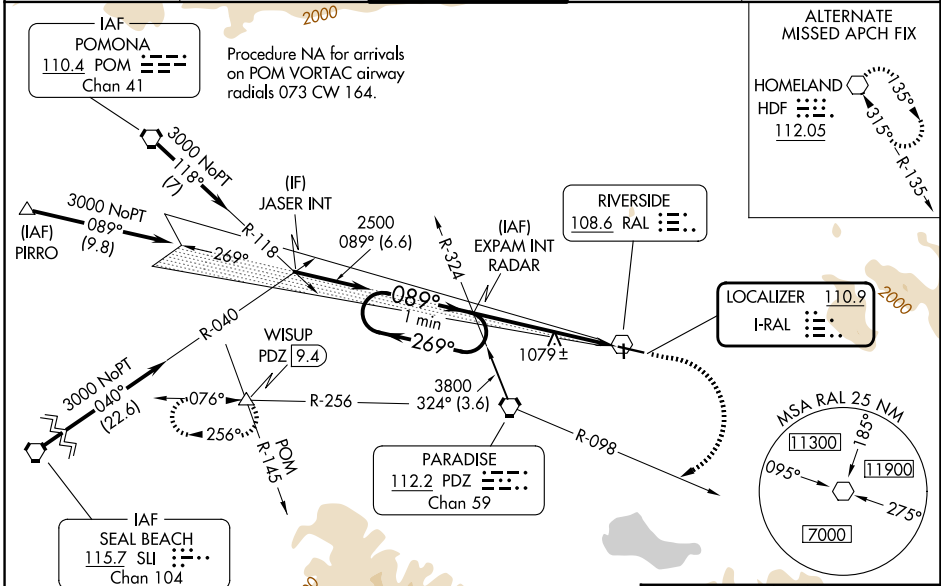 2000
IAF
POMONA
110.4 POM
Chan 41
Procedure NA for arrivals
on POM VORTAC airway
radials 073 CW 164.
ALTERNATE
MISSED APCH FIX
HOMELAND
HDF
112.05
135°
315°
R-135
3000 NoPT
118°
(7)
R-118
3000 NoPT
089°
(9.8)
(IAF)
PIRRO
269°
(IF)
JASER INT
2500
089° (6.6)
R-324
(IAF)
EXPAM INT
RADAR
RIVERSIDE
108.6 RAL
LOCALIZER 110.9
I-RAL
2000
089°
1 min
269°
1079±
R-040
3000 NoPT
040°
(22.6)
WISUP
PDZ 9.4
076°
256°
R-256
POM
R-145
3800
324° (3.6)
R-098
PARADISE
112.2 PDZ
Chan 59
IAF
SEAL BEACH
115.7 SLI
Chan 104
MSA RAL 25 NM
11300
185°
11900
095°
275°
7000